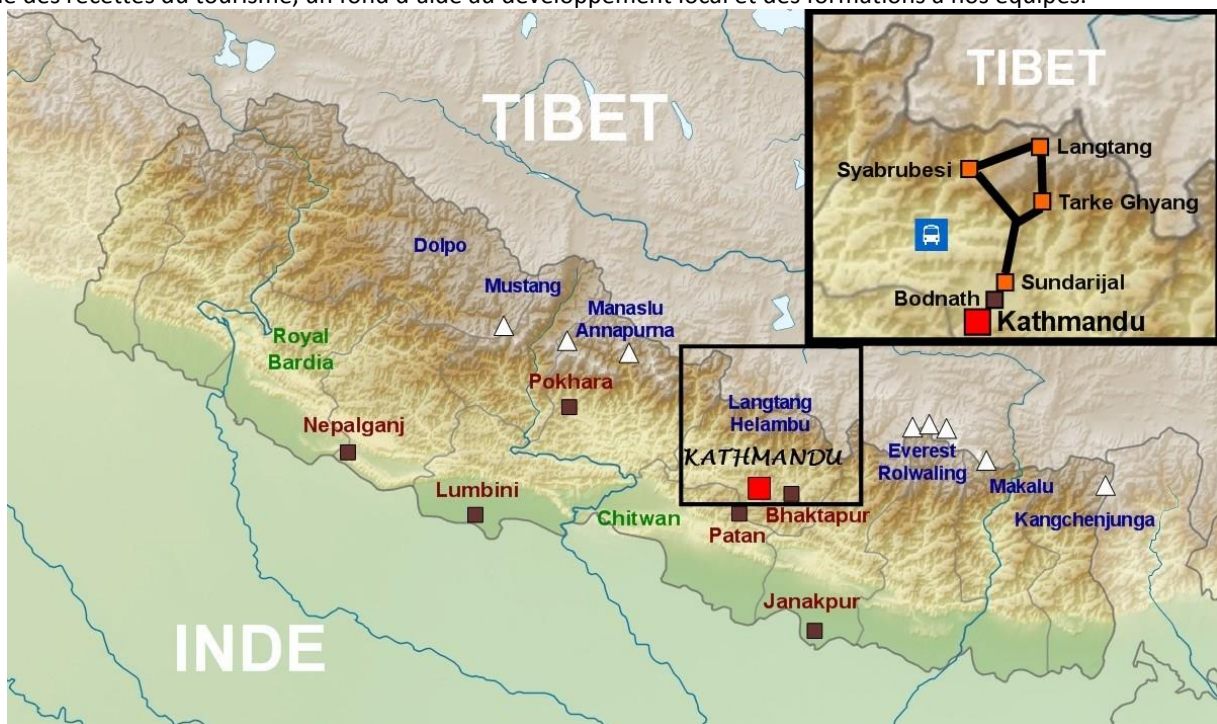 de des recettes du tourisme, un fond d'aide au développement local et des formations à nos équipes.
TIBET
TIBET
Langtang
Syabrubesi
Tarke Ghyang
Sundarijal
Bodnath
Kathmandu
Dolpo
Mustang
Manaslu
Annapurna
Royal
Bardia
Pokhara
Langtang
Helambu
KATHMANDU
Nepalganj
Everest
Rolwaling
Makalu
Lumbini
Chitwan
Bhaktapur
Patan
Kangchenjunga
Janakpur
INDE